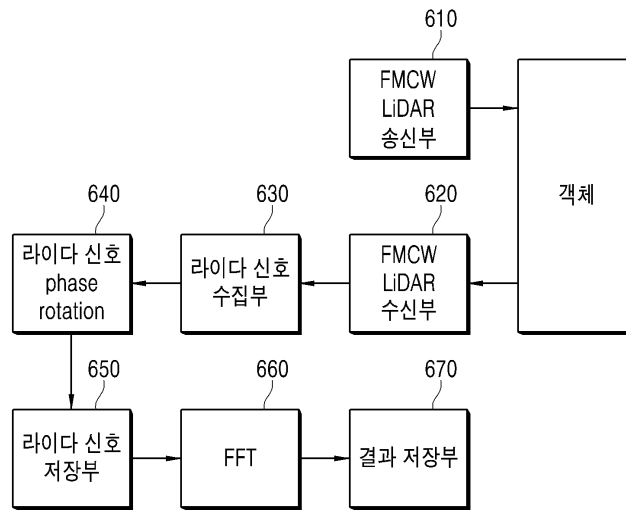 610
FMCW
LiDAR
송신부
객체
640
라이다 신호
phase
rotation
630
라이다 신호
수집부
620
FMCW
LiDAR
수신부
650
라이다 신호
저장부
660
FFT
670
결과 저장부